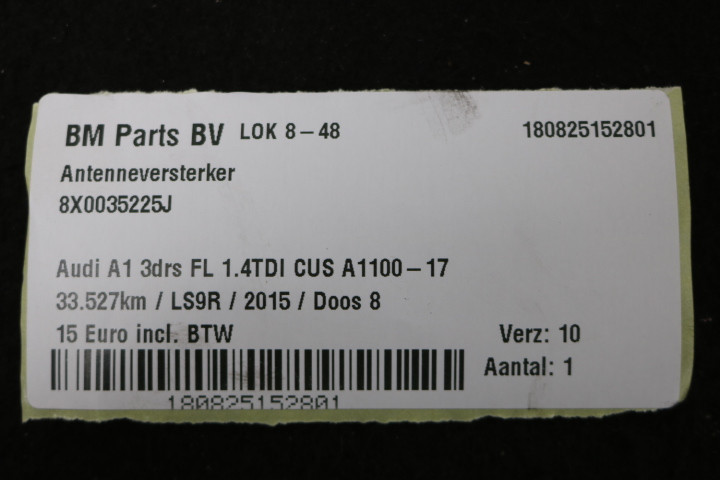 BM Parts BV LOK 8-48 180825152801
Antenneversterker
8X0035225J
Audi A1 3drs FL 1.4TDI CUS A1100-17
33.527km / LS9R / 2015 / Doos 8
15 Euro incl. BTW Verz: 10
Aantal: 1
180825152801